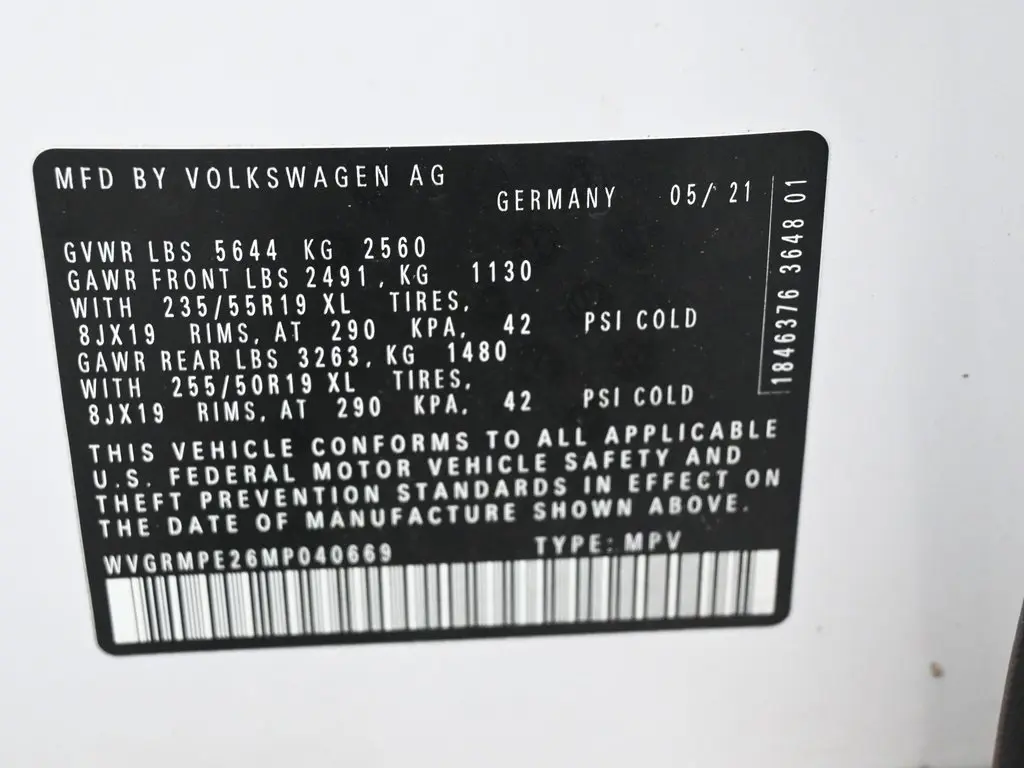 MFD BY VOLKSWAGEN AG
GERMANY 05/ 21
GVWR LBS 5644 KG 2560
GAWR FRONT LBS 2491, KG 1130
WITH 235/55R19 XL TIRES,
8JX19 RIMS, AT 290 KPA, 42 PSI COLD
GAWR REAR LBS 3263, KG 1480
WITH 255/50R19 XL TIRES,
8JX19 RIMS, AT 290 KPA, 42 PSI COLD
THIS VEHICLE CONFORMS TO ALL APPLICABLE
U.S. FEDERAL MOTOR VEHICLE SAFETY AND
THEFT PREVENTION STANDARDS IN EFFECT ON
THE DATE OF MANUFACTURE SHOWN ABOVE.
WVGRMPE26MP040669 TYPE: MPV
1846376 3648 01